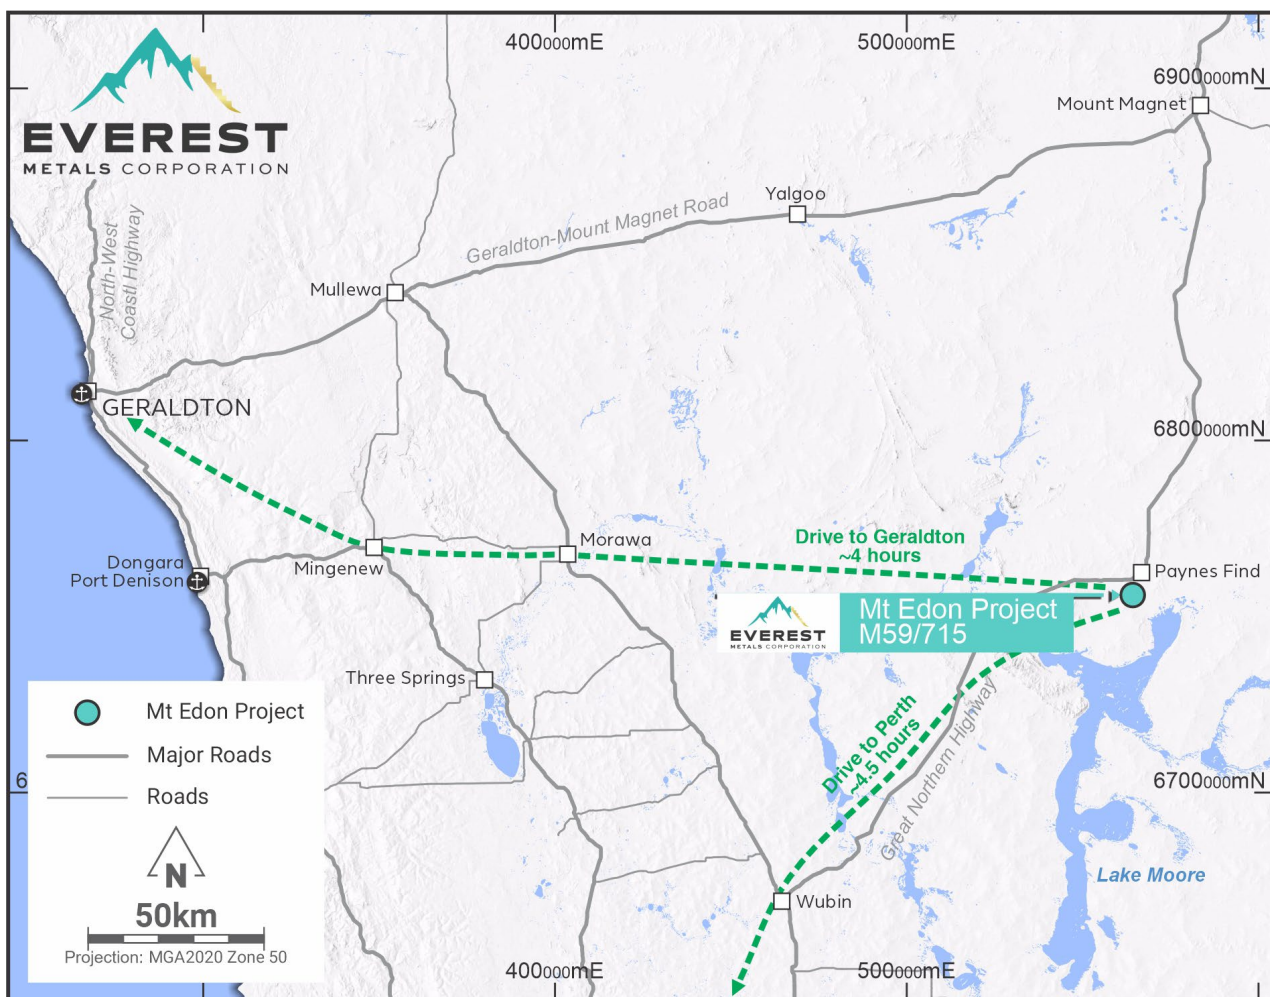 400000mE
500000mE
EVEREST
METALS CORPORATION
6900000mN
Mount Magnet
Yalgoo
Geraldton-Mount Magnet Road
North-West
Coastl Highway
Mullewa
GERALDTON
6800000mN
Drive to Geraldton
~4 hours
Morawa
Mingenew
Dongara
Port Denison
Paynes Find
EVEREST
METALS CORPORATION
Mt Edon Project
M59/715
Three Springs
Drive to Perth
~4.5 hours
Great Northern Highway
Mt Edon Project
Major Roads
Roads
6
6700000mN
N
50km
Projection: MGA2020 Zone 50
Lake Moore
Wubin
400000mE
500000mE